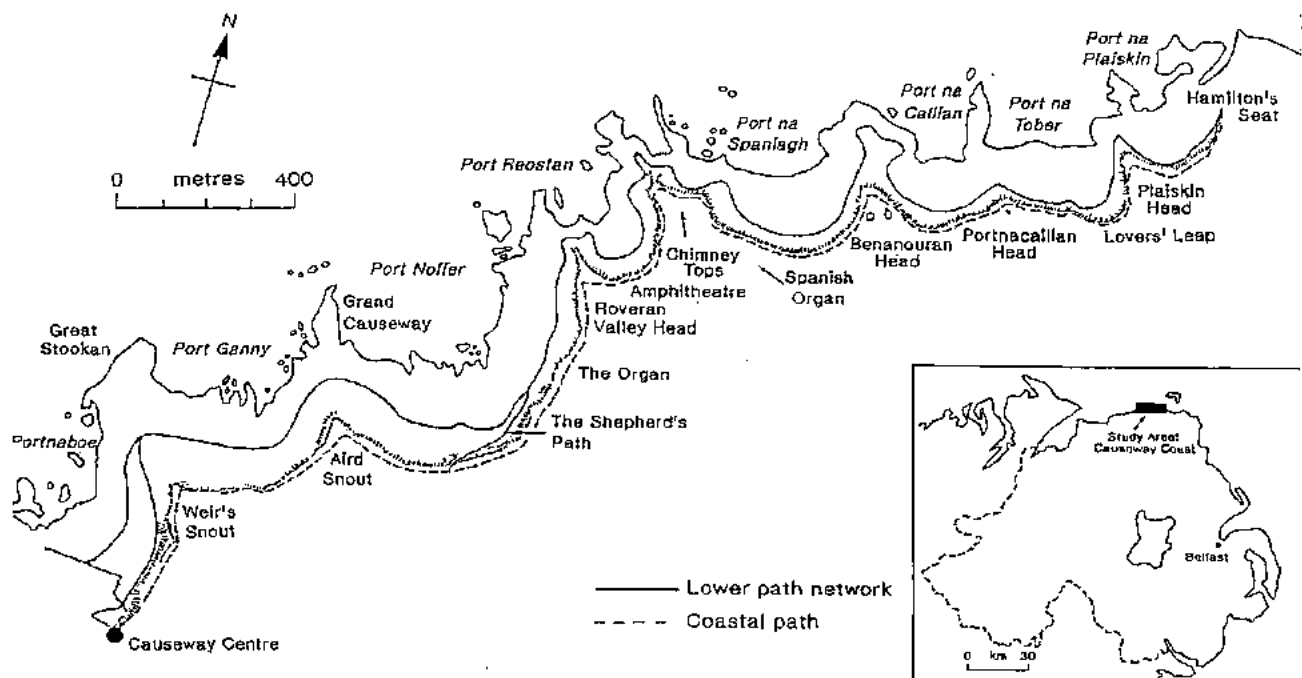 N
0 metres 400
Port na
Plaiskin
Hamilton's
Seat
Port na
Callian
Port na
Tober
Port na
Spaniagh
Port Reostan
Plaiskin
Head
Lovers' Leap
Portnacallian
Head
Benanouran
Head
Spanish
Organ
Chimney
Tops
Amphitheatre
Roveran
Valley Head
Port Noffer
Grand
Causeway
Great
Stookan
Port Ganny
The Organ
The Shepherd's
Path
Portnaboe
Aird
Snout
Weir's
Snout
Causeway Centre
Lower path network
Coastal path
Study Area:
Causeway Coast
Belfast
0 km 30